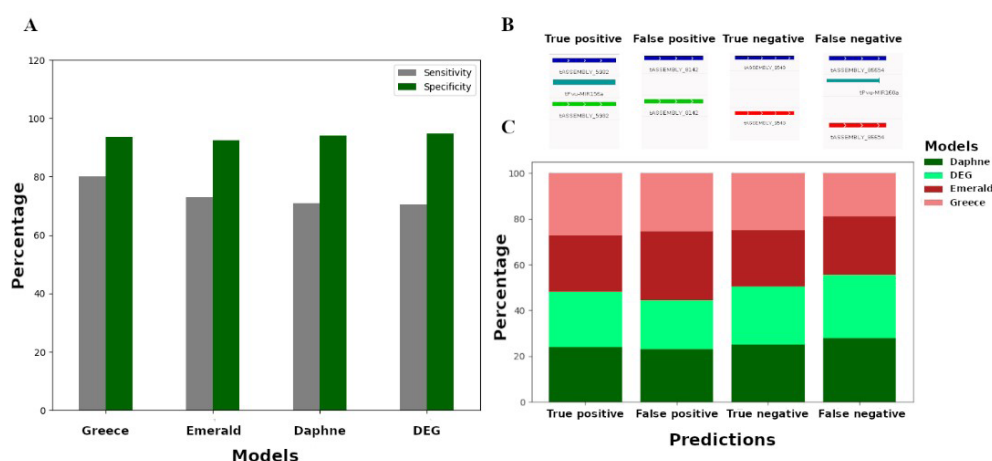 A
120
100
80
60
40
20
0
Percentage
Sensitivity
Specificity
Greece
Emerald
Daphne
DEG
Models
B
True positive
False positive
True negative
False negative
C
Models
Daphne
DEG
Emerald
Greece
100
80
60
40
20
0
Percentage
True positive
False positive
True negative
False negative
Predictions